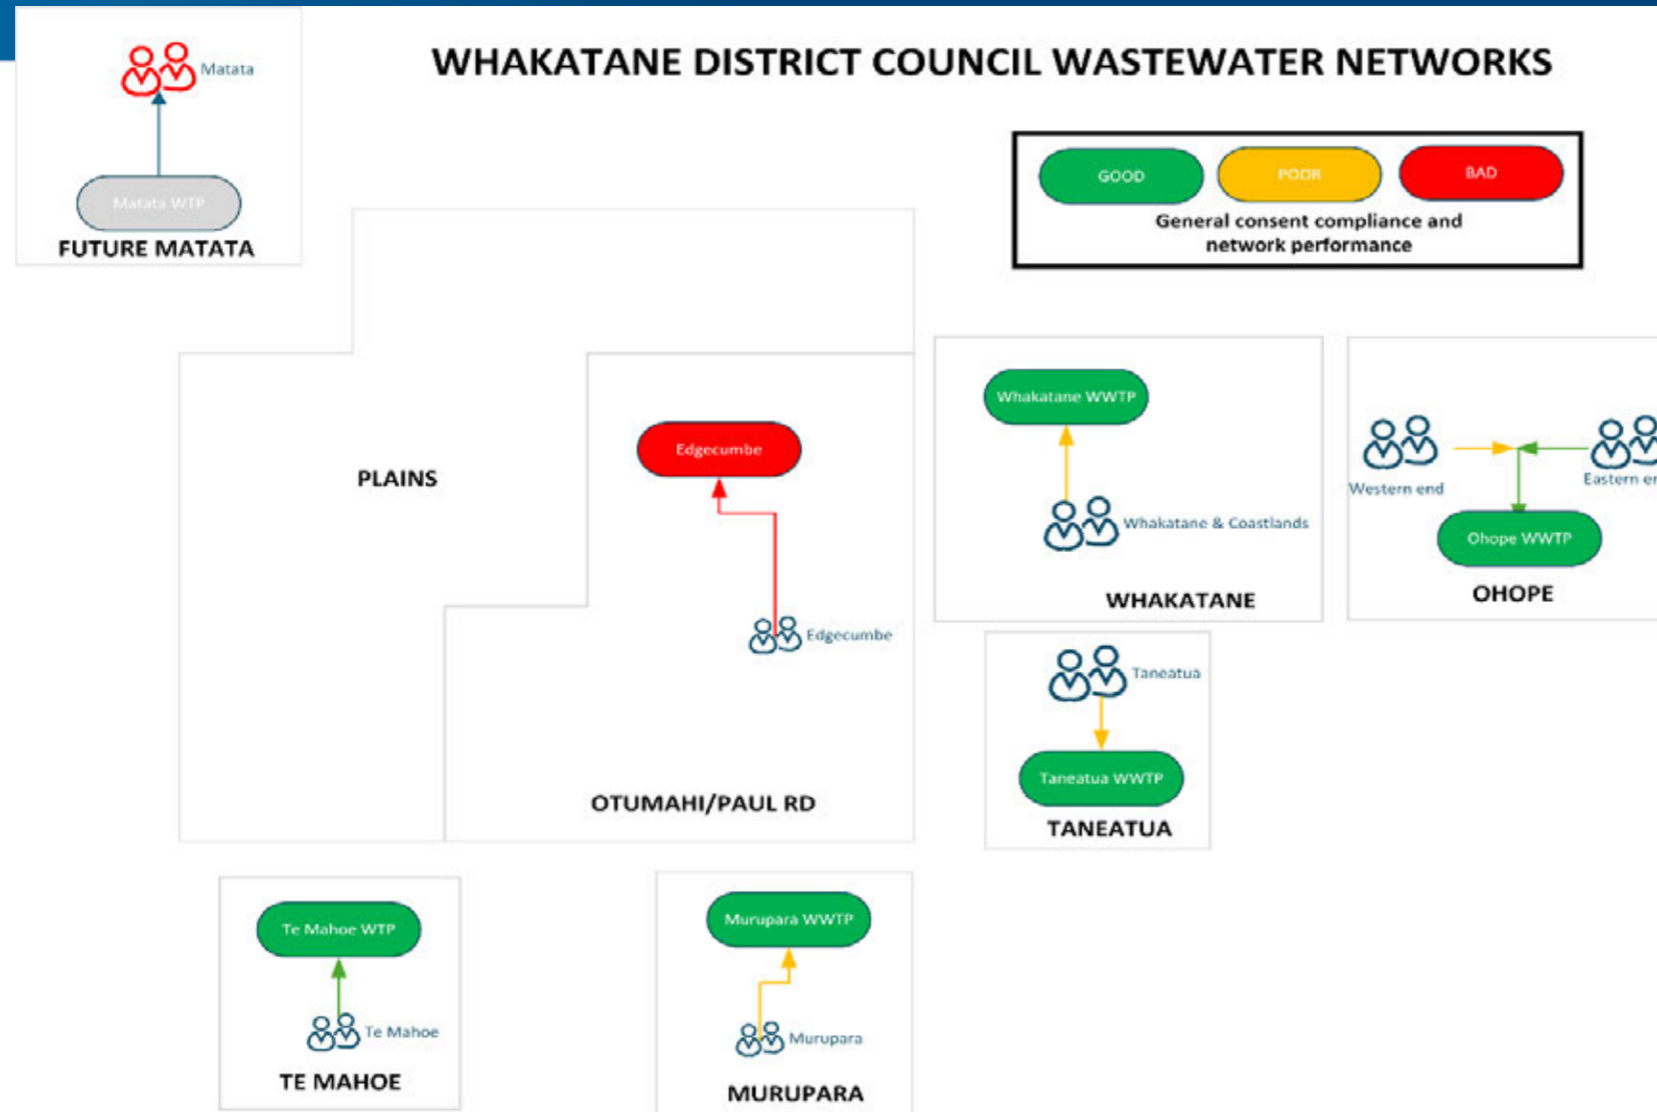 WHAKATANE DISTRICT COUNCIL WASTEWATER NETWORKS
Matata
Matata WTP
FUTURE MATATA
GOOD
POOR
BAD
General consent compliance and
network performance
PLAINS
Edgecumbe
Edgecumbe
OTUMAHI/PAUL RD
Whakatane WWTP
Whakatane & Coastlands
WHAKATANE
Western end
Eastern en
Ohope WWTP
OHOPE
Taneatua
Taneatua WWTP
TANEATUA
Te Mahoe WTP
Te Mahoe
TE MAHOE
Murupara WWTP
Murupara
MURUPARA